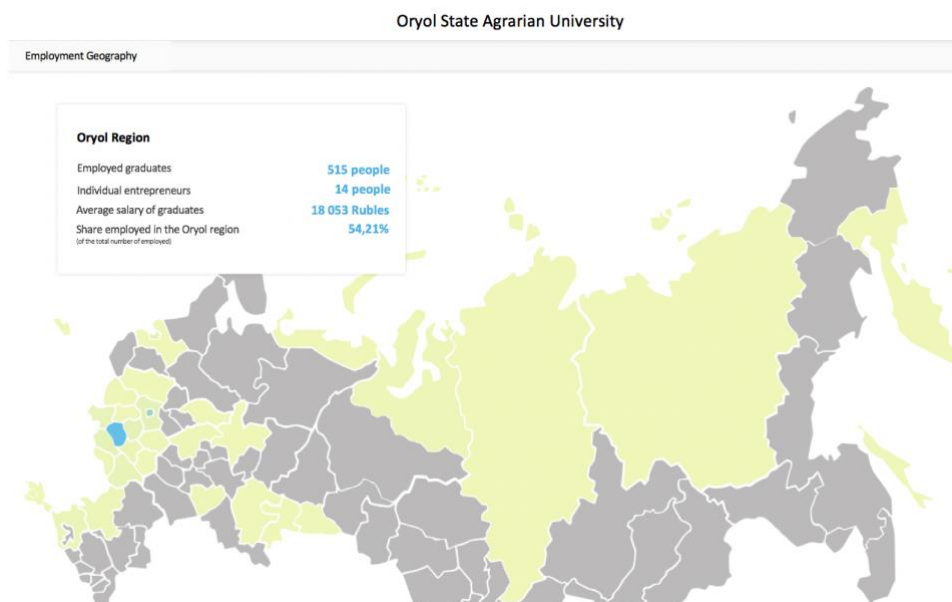 Oryol State Agrarian University
Employment Geography
Oryol Region
Employed graduates 515 people
Individual entrepreneurs 14 people
Average salary of graduates 18 053 Rubles
Share employed in the Oryol region 54,21%
(of the total number of employed)